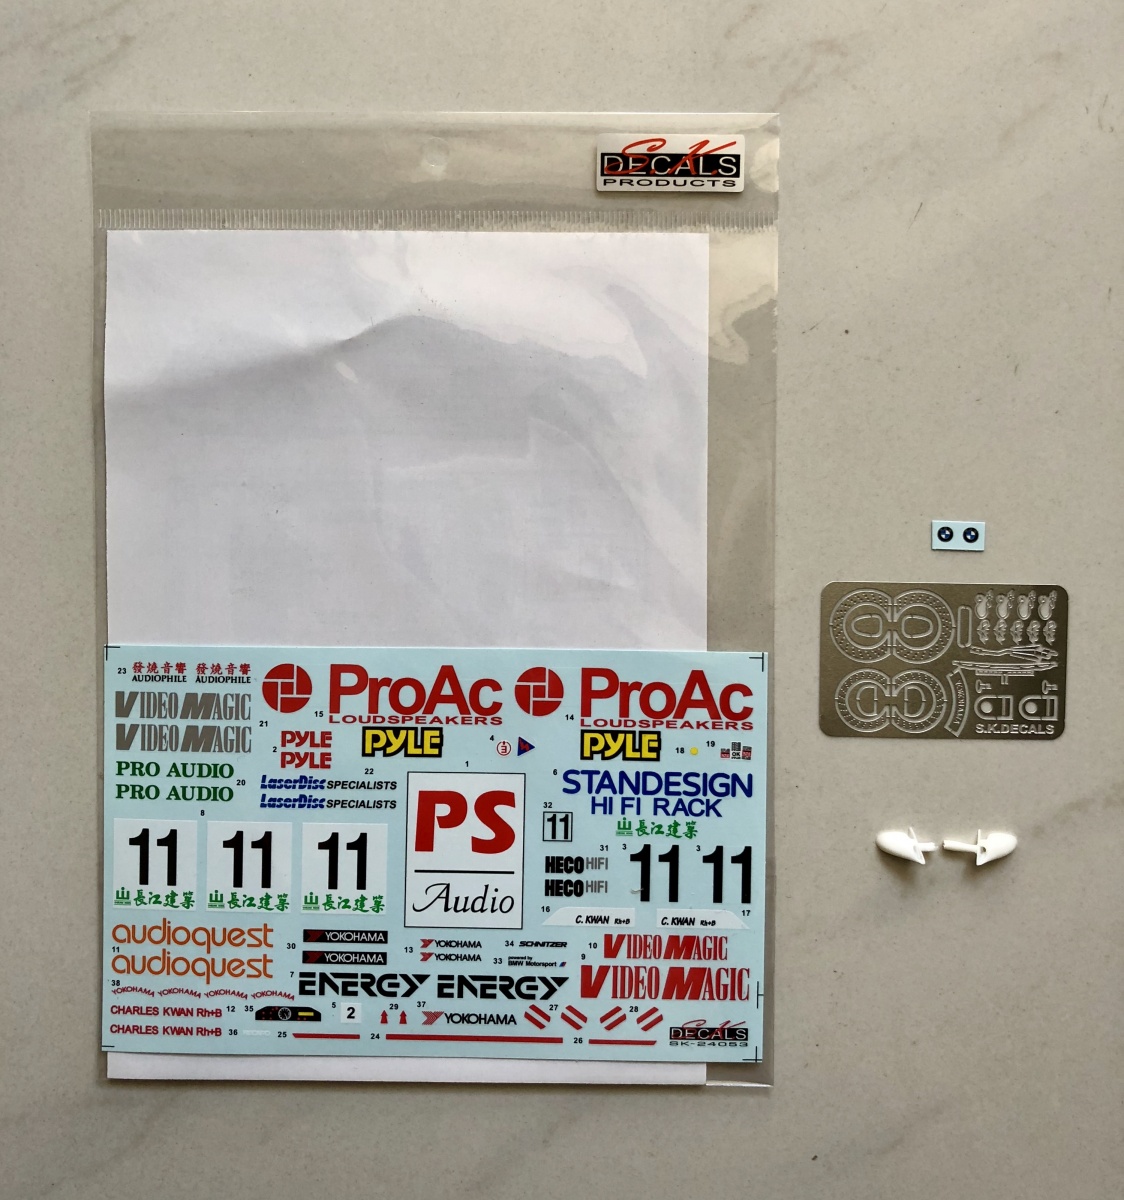 S.K.
DECALS
PRODUCTS
23
發燒音響 發燒音響
AUDIOPHILE AUDIOPHILE
VIDEO MAGIC
VIDEO MAGIC
21
15
ProAc
LOUDSPEAKERS
14
ProAc
LOUDSPEAKERS
2
PYLE
PYLE
PYLE
4
3
PYLE
18
19
OK
PRO AUDIO
PRO AUDIO
20
22
LaserDisc SPECIALISTS
LaserDisc SPECIALISTS
1
PS
Audio
6
STANDESIGN
HI FI RACK
長江建築
32
11
8
11
長江建築
11
長江建築
11
長江建築
31
HECO HIFI
HECO HIFI
3
11
3
11
16
C. KWAN Rh+B
C. KWAN Rh+B
17
audioquest
11
audioquest
30
YOKOHAMA
YOKOHAMA
13
YOKOHAMA
YOKOHAMA
34
SCHNITZER
33
powered by
BMW Motorsport
10
VIDEO MAGIC
9
VIDEO MAGIC
38
YOKOHAMA YOKOHAMA YOKOHAMA YOKOHAMA
7
ENERGY ENERGY
CHARLES KWAN Rh+B
12
35
5
2
29
37
YOKOHAMA
27
28
CHARLES KWAN Rh+B
36
25
24
26
S.K.
DECALS
SK-24053
YOKOHAMA
S.K.DECALS